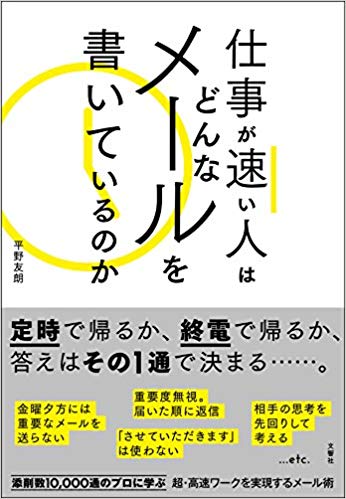 仕事が速い人は
どんな
メールを
書いているのか
平野友朗
定時で帰るか、終電で帰るか、
答えはその1通で決まる……。
金曜夕方には
重要なメールを
送らない
重要度無視。
届いた順に返信
「させていただきます」
は使わない
相手の思考を
先回りして
考える
...etc.
文響社
添削数10,000通のプロに学ぶ 超・高速ワークを実現するメール術